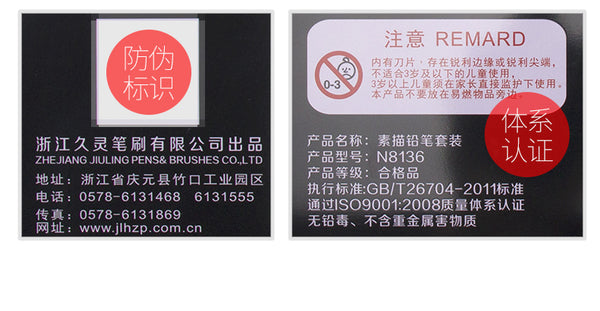 防伪
标识
浙江久灵笔刷有限公司出品
ZHEJIANG JIULING PENS& BRUSHES CO.,LTD
地址：浙江省庆元县竹口工业园区
电话：0578-6131468 6131555
传真：0578-6131869
网址：www.jlhzp.com.cn
注意 REMARD
0-3
内有刀片，存在锐利边缘或锐利尖端，
不适合3岁及以下的儿童使用，
3岁以上儿童须在家长直接监护下使用。
本产品不要放在易燃物品旁边。
体系
认证
产品名称：素描铅笔套装
产品型号：N8136
产品等级：合格品
执行标准:GB/T26704-2011标准
通过ISO9001:2008质量体系认证
无铅毒、不含重金属害物质